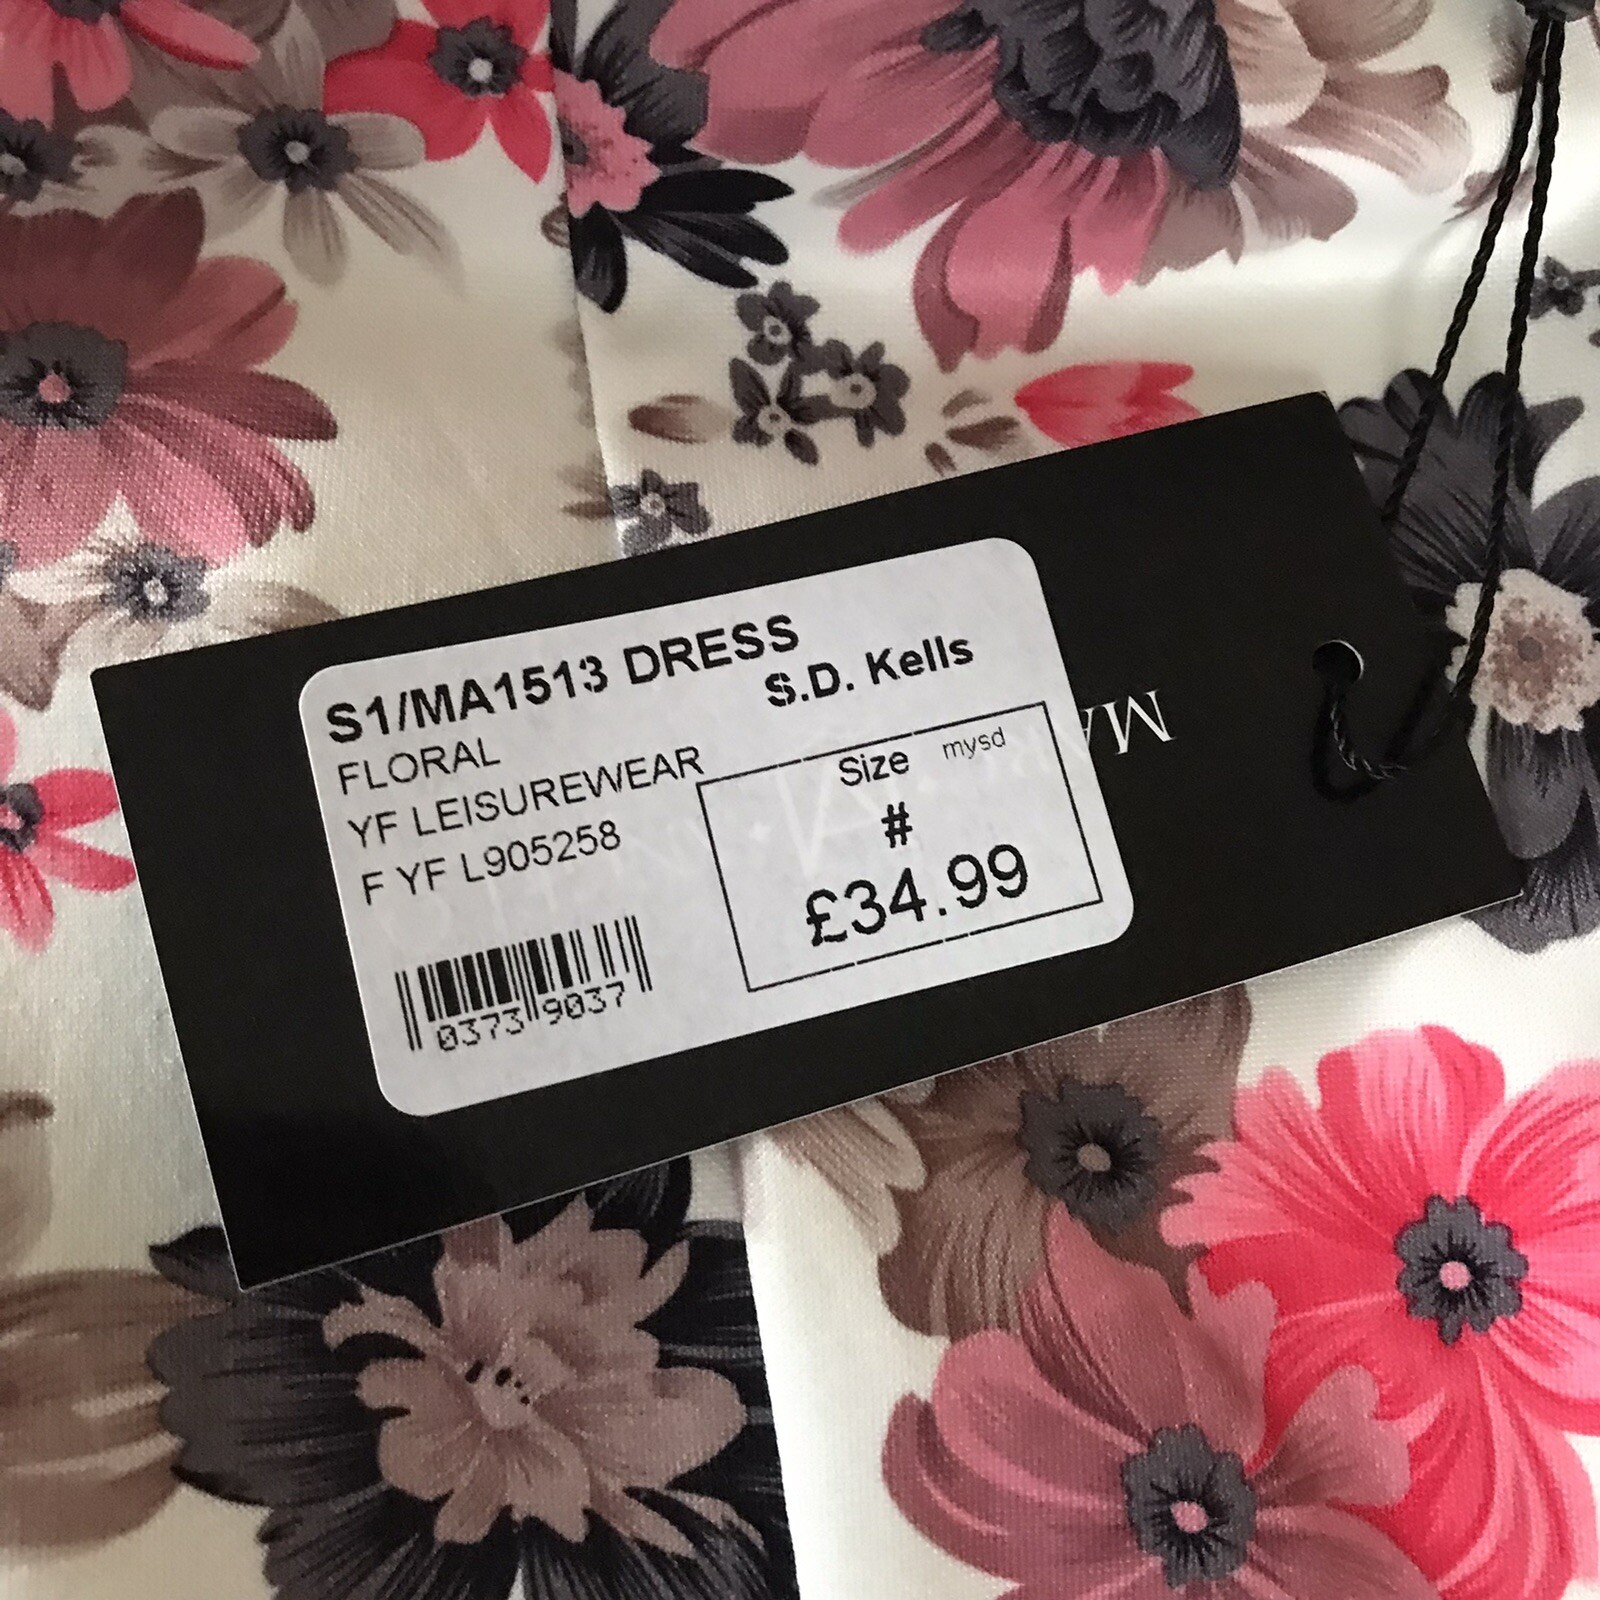 S1/MA1513 DRESS
S.D. Kells
FLORAL
YF LEISUREWEAR
F YF L905258
Size mysd
#
£34.99
0373 9037